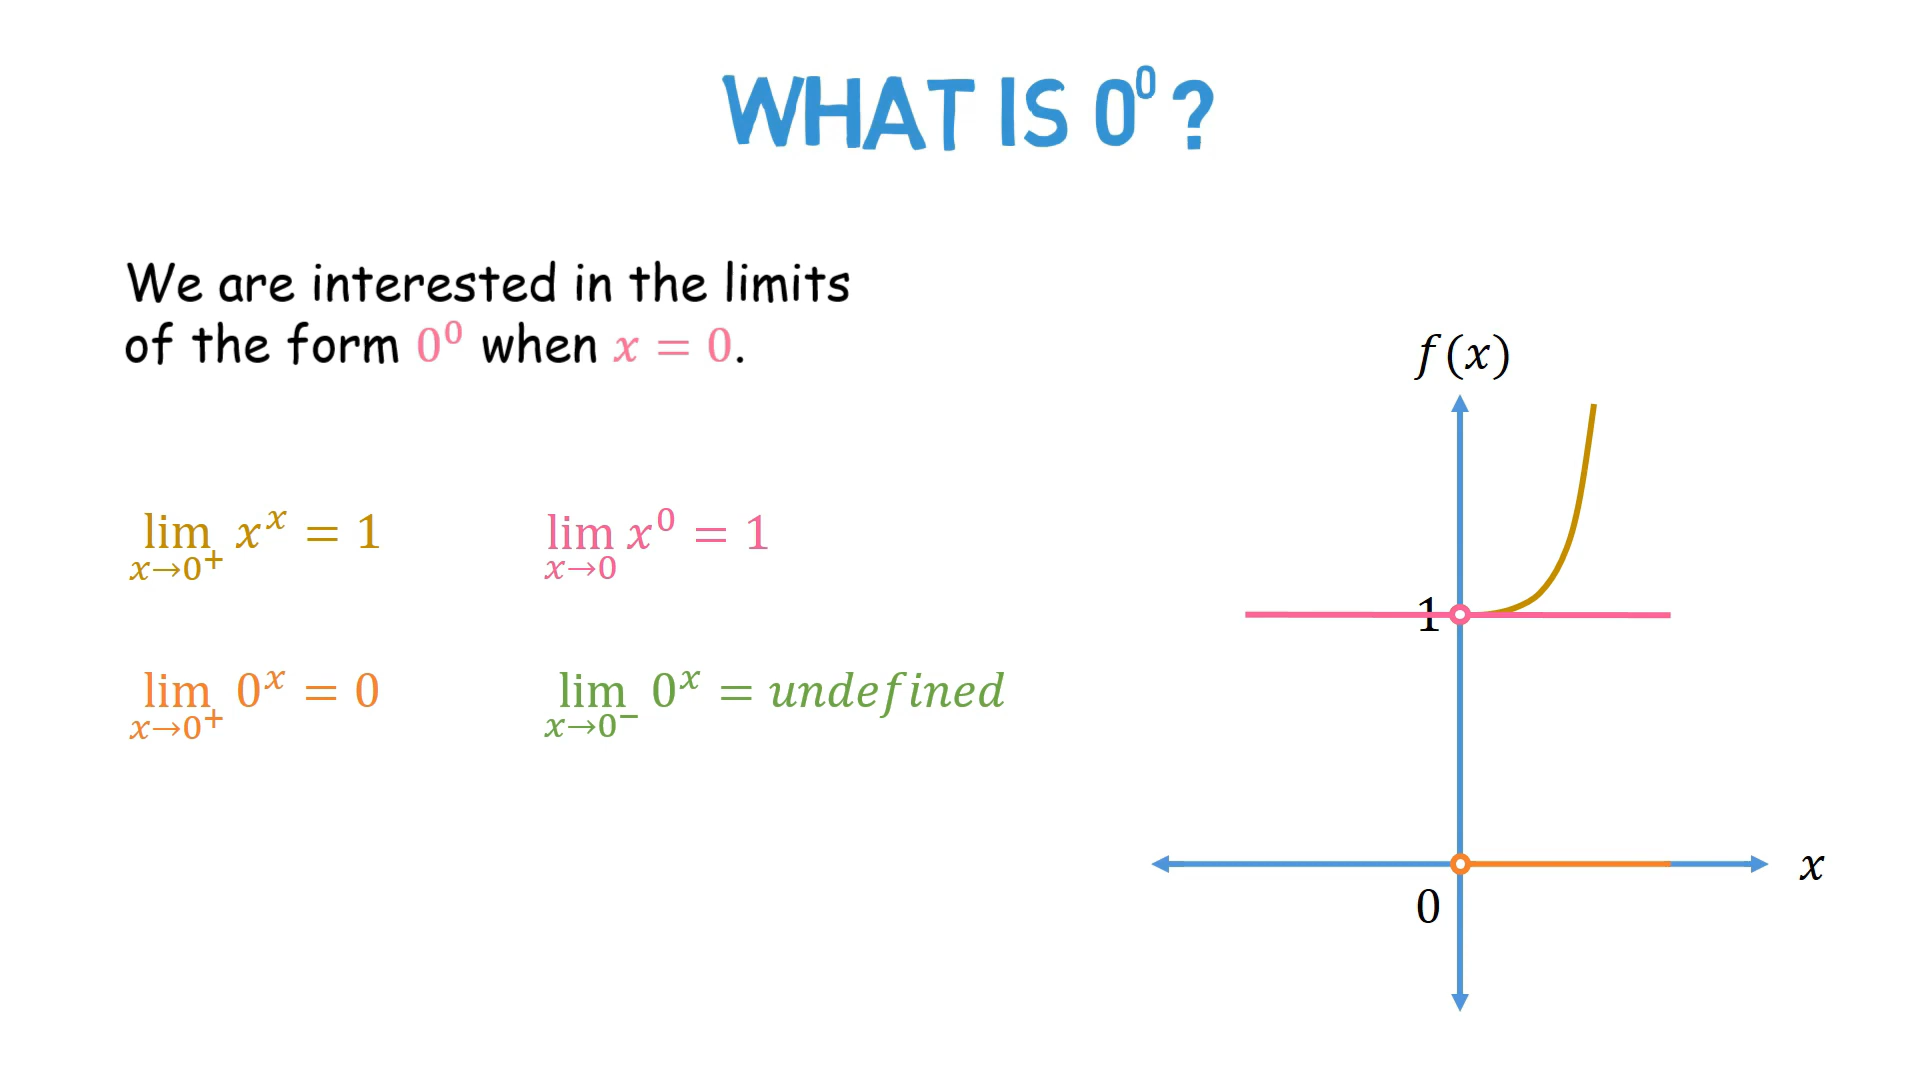 WHAT IS 0⁰ ?
We are interested in the limits
of the form 0⁰ when x = 0.
lim x→0⁺ xˣ = 1
lim x→0 x⁰ = 1
lim x→0⁺ 0ˣ = 0
lim x→0⁻ 0ˣ = undefined
f(x)
1
x
0